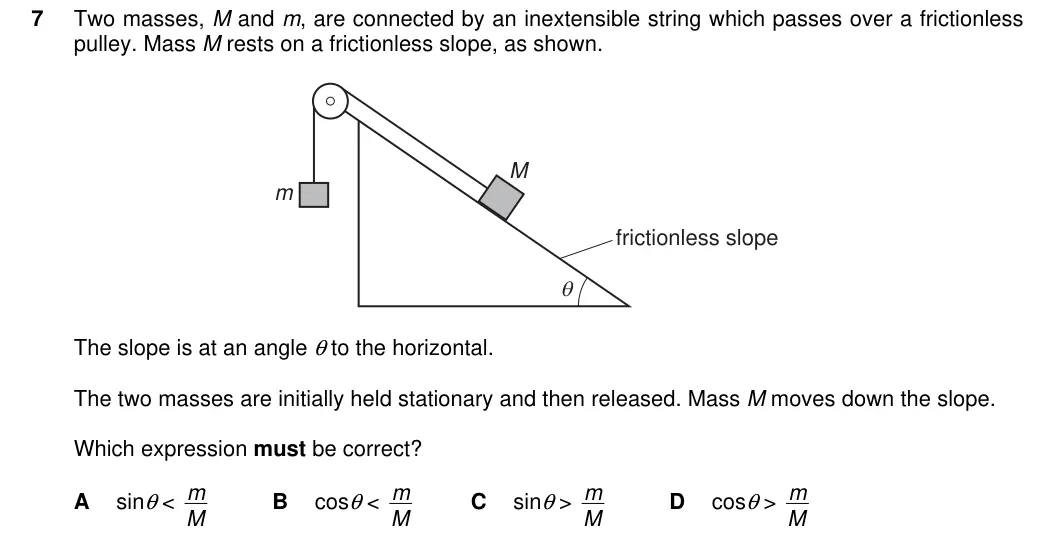 7 Two masses, M and m, are connected by an inextensible string which passes over a frictionless
pulley. Mass M rests on a frictionless slope, as shown.
M
m
frictionless slope
θ
The slope is at an angle θ to the horizontal.
The two masses are initially held stationary and then released. Mass M moves down the slope.
Which expression must be correct?
A sinθ < m/M B cosθ < m/M C sinθ > m/M D cosθ > m/M